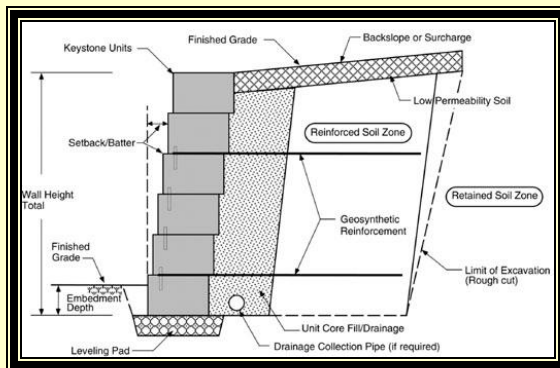 Keystone Units
Finished Grade
Backslope or Surcharge
Low Permeability Soil
Reinforced Soil Zone
Setback/Batter
Wall Height
Total
Retained Soil Zone
Geosynthetic
Reinforcement
Finished
Grade
Limit of Excavation
(Rough cut)
Embedment
Depth
Unit Core Fill/Drainage
Leveling Pad
Drainage Collection Pipe (if required)